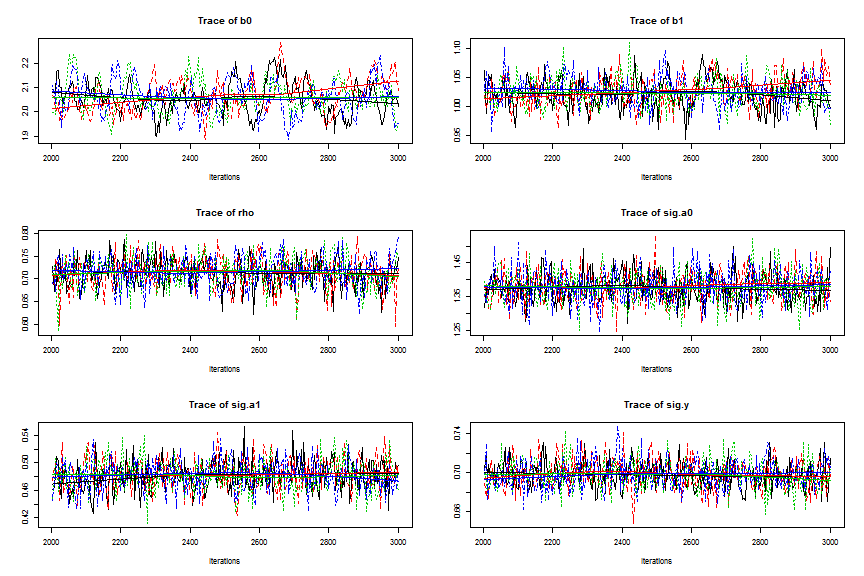 Trace of b0
2.2
2.1
2.0
1.9
2000 2200 2400 2600 2800 3000
Iterations
Trace of b1
1.10
1.05
1.00
0.95
2000 2200 2400 2600 2800 3000
Iterations
Trace of rho
0.80
0.75
0.70
0.65
0.60
2000 2200 2400 2600 2800 3000
Iterations
Trace of sig.a0
1.45
1.35
1.25
2000 2200 2400 2600 2800 3000
Iterations
Trace of sig.a1
0.54
0.50
0.46
0.42
2000 2200 2400 2600 2800 3000
Iterations
Trace of sig.y
0.74
0.70
0.66
2000 2200 2400 2600 2800 3000
Iterations